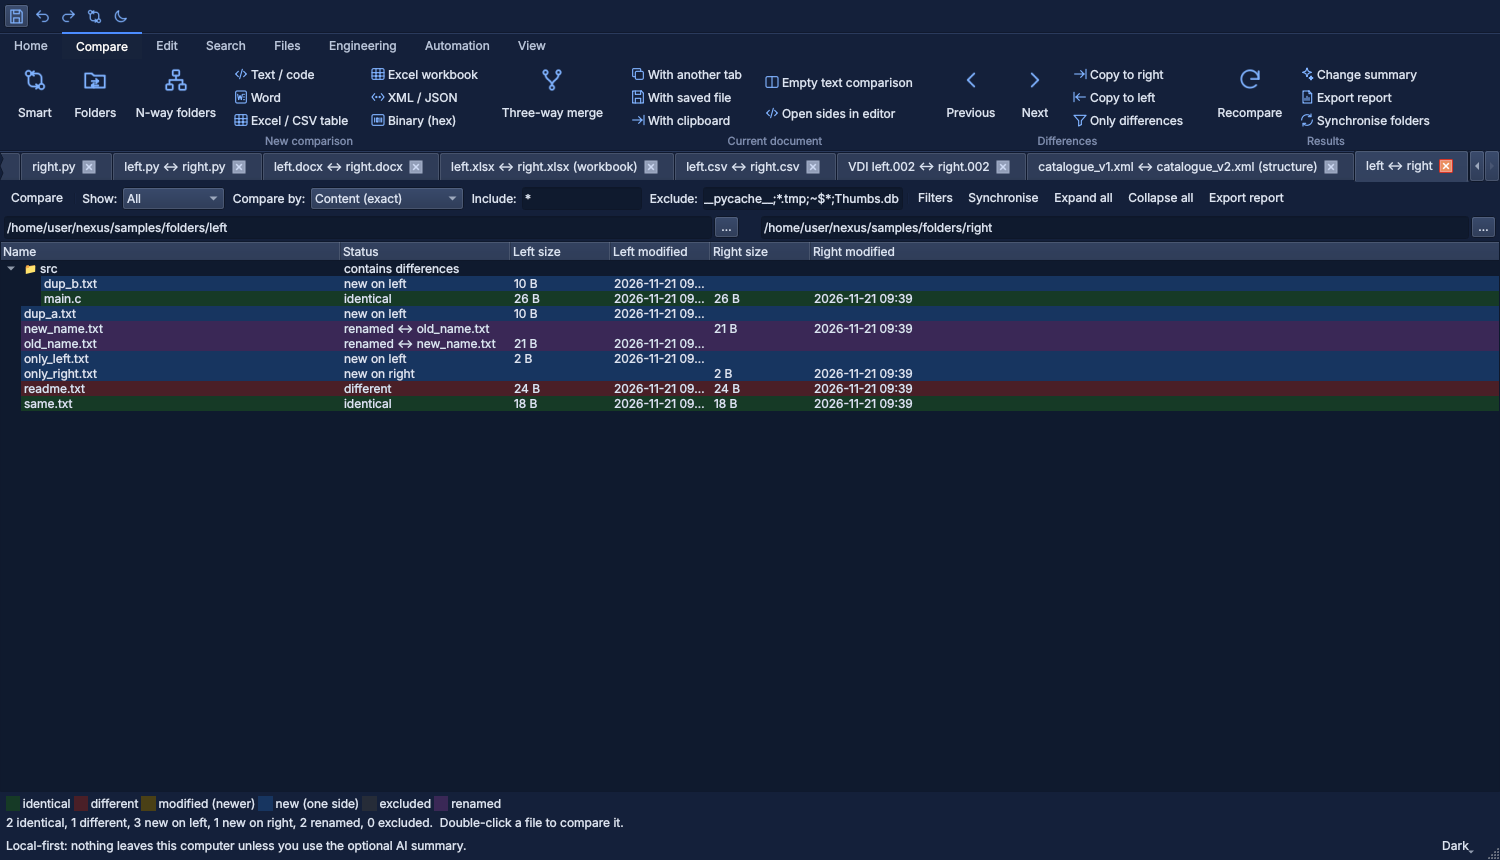 Home Compare Edit Search Files Engineering Automation View
Smart Folders N-way folders
Text / code
Word
Excel / CSV table
Excel workbook
XML / JSON
Binary (hex)
New comparison
Three-way merge
With another tab
With saved file
With clipboard
Empty text comparison
Open sides in editor
Current document
Previous Next
Copy to right
Copy to left
Only differences
Differences
Recompare
Change summary
Export report
Synchronise folders
Results
right.py left.py ↔ right.py left.docx ↔ right.docx left.xlsx ↔ right.xlsx (workbook) left.csv ↔ right.csv VDI left.002 ↔ right.002 catalogue_v1.xml ↔ catalogue_v2.xml (structure) left ↔ right
Compare Show: All Compare by: Content (exact) Include: * Exclude: __pycache__;*.tmp;~$*;Thumbs.db Filters Synchronise Expand all Collapse all Export report
/home/user/nexus/samples/folders/left ... /home/user/nexus/samples/folders/right ...
Name Status Left size Left modified Right size Right modified
src contains differences
dup_b.txt new on left 10 B 2026-11-21 09...
main.c identical 26 B 2026-11-21 09... 26 B 2026-11-21 09:39
dup_a.txt new on left 10 B 2026-11-21 09...
new_name.txt renamed ↔ old_name.txt 21 B 2026-11-21 09:39
old_name.txt renamed ↔ new_name.txt 21 B 2026-11-21 09...
only_left.txt new on left 2 B 2026-11-21 09...
only_right.txt new on right 2 B 2026-11-21 09:39
readme.txt different 24 B 2026-11-21 09... 24 B 2026-11-21 09:39
same.txt identical 18 B 2026-11-21 09... 18 B 2026-11-21 09:39
identical different modified (newer) new (one side) excluded renamed
2 identical, 1 different, 3 new on left, 1 new on right, 2 renamed, 0 excluded. Double-click a file to compare it.
Local-first: nothing leaves this computer unless you use the optional AI summary. Dark